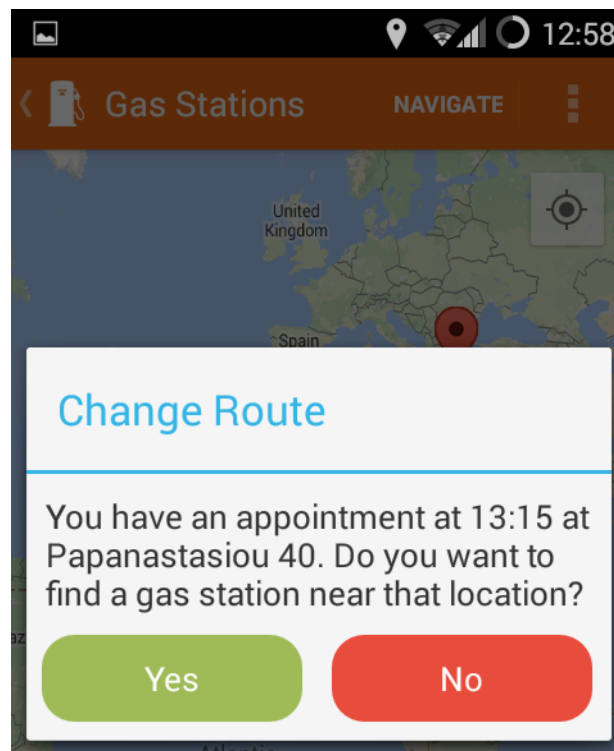 12:58
Gas Stations
NAVIGATE
United
Kingdom
Spain
Change Route
You have an appointment at 13:15 at
Papanastasiou 40. Do you want to
find a gas station near that location?
Yes
No
Atlantic